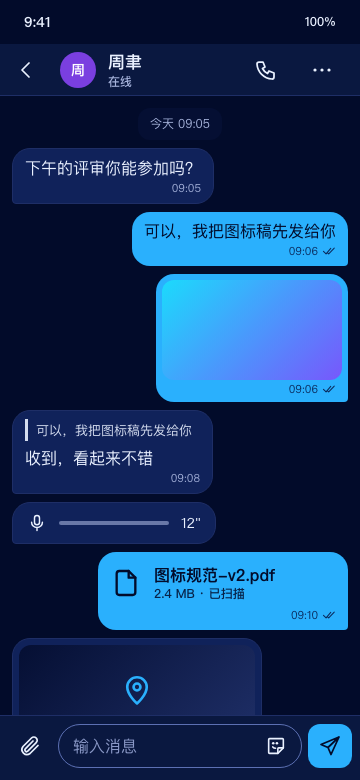 9:41
100%
周
周聿
在线
今天 09:05
下午的评审你能参加吗?
09:05
可以，我把图标稿先发给你
09:06
09:06
可以，我把图标稿先发给你
收到，看起来不错
09:08
12"
图标规范-v2.pdf
2.4 MB · 已扫描
09:10
输入消息